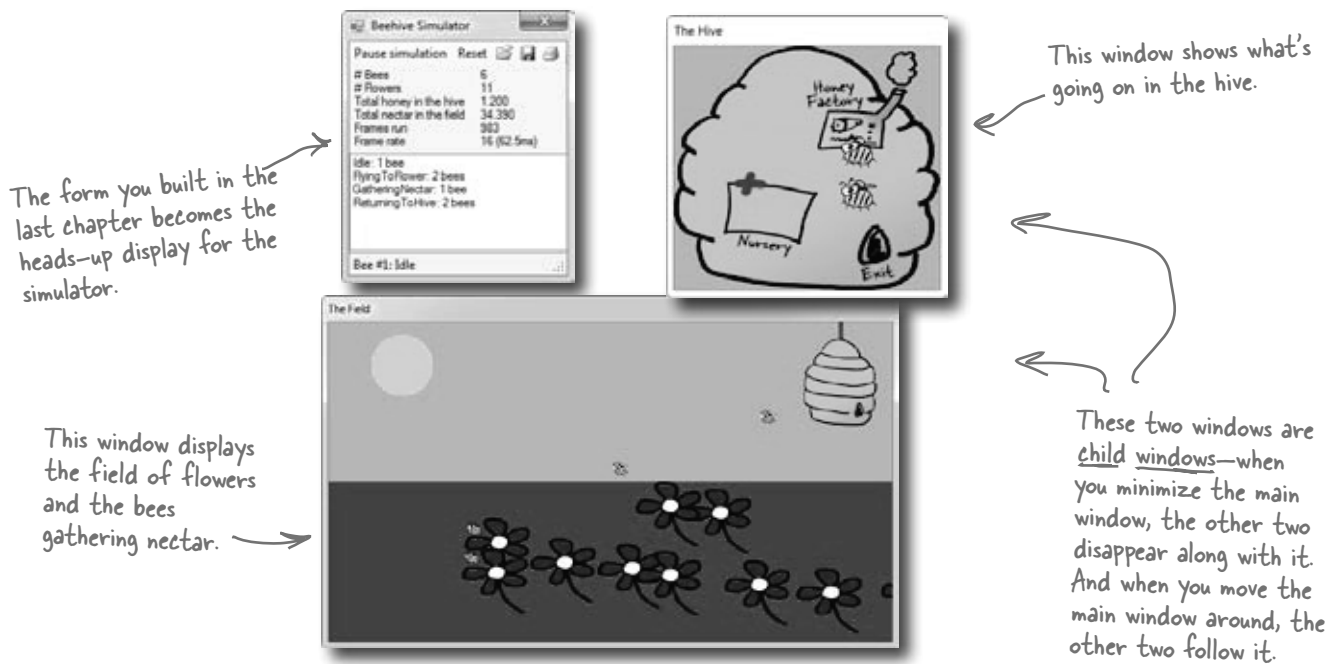 Beehive Simulator
Pause simulation Reset
# Bees 6
# Flowers 11
Total honey in the hive 1.200
Total nectar in the field 34.390
Frames run 983
Frame rate 16 (62.5ms)
Idle: 1 bee
FlyingToFlower: 2 bees
GatheringNectar: 1 bee
ReturningToHive: 2 bees
Bee #1: Idle
The Hive
Honey
Factory
Nursery
Exit
This window shows what's
going on in the hive.
The form you built in the
last chapter becomes the
heads-up display for the
simulator.
The Field
This window displays
the field of flowers
and the bees
gathering nectar.
These two windows are
child windows—when
you minimize the main
window, the other two
disappear along with it.
And when you move the
main window around, the
other two follow it.